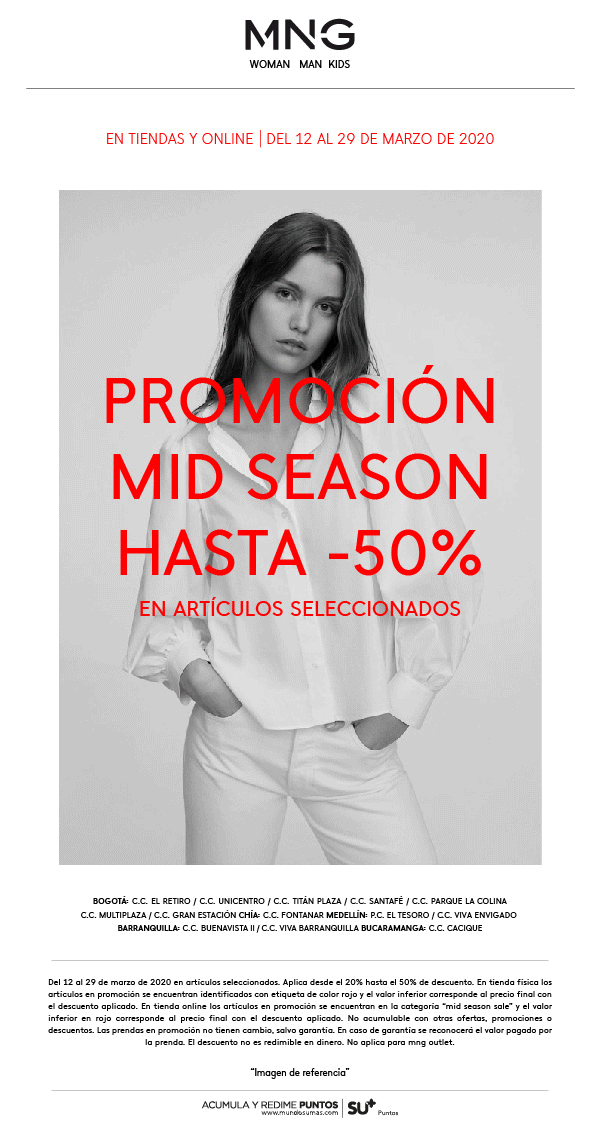 MNG
WOMAN MAN KIDS
EN TIENDAS Y ONLINE | DEL 12 AL 29 DE MARZO DE 2020
PROMOCIÓN
MID SEASON
HASTA -50%
EN ARTÍCULOS SELECCIONADOS
BOGOTÁ: C.C. EL RETIRO / C.C. UNICENTRO / C.C. TITÁN PLAZA / C.C. SANTAFÉ / C.C. PARQUE LA COLINA
C.C. MULTIPLAZA / C.C. GRAN ESTACIÓN CHÍA: C.C. FONTANAR MEDELLÍN: P.C. EL TESORO / C.C. VIVA ENVIGADO
BARRANQUILLA: C.C. BUENAVISTA II / C.C. VIVA BARRANQUILLA BUCARAMANGA: C.C. CACIQUE
Del 12 al 29 de marzo de 2020 en artículos seleccionados. Aplica desde el 20% hasta el 50% de descuento. En tienda física los
artículos en promoción se encuentran identificados con etiqueta de color rojo y el valor inferior corresponde al precio final con
el descuento aplicado. En tienda online los artículos en promoción se encuentran en la categoría "mid season sale" y el valor
inferior en rojo corresponde al precio final con el descuento aplicado. No acumulable con otras ofertas, promociones o
descuentos. Las prendas en promoción no tienen cambio, salvo garantía. En caso de garantía se reconocerá el valor pagado por
la prenda. El descuento no es redimible en dinero. No aplica para mng outlet.
"Imagen de referencia"
ACUMULA Y REDIME PUNTOS
www.mundosumas.com
SU+ Puntos